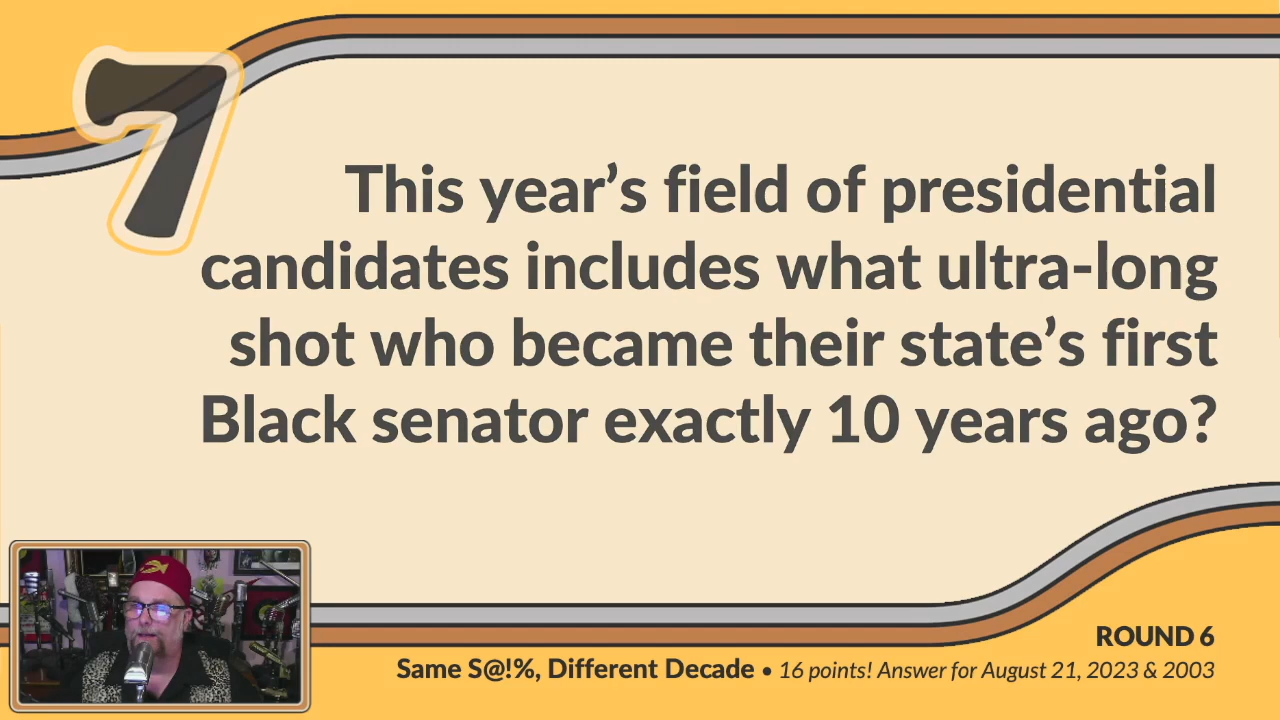 7
This year’s field of presidential
candidates includes what ultra-long
shot who became their state’s first
Black senator exactly 10 years ago?
ROUND 6
Same S@!%, Different Decade • 16 points! Answer for August 21, 2023 & 2003